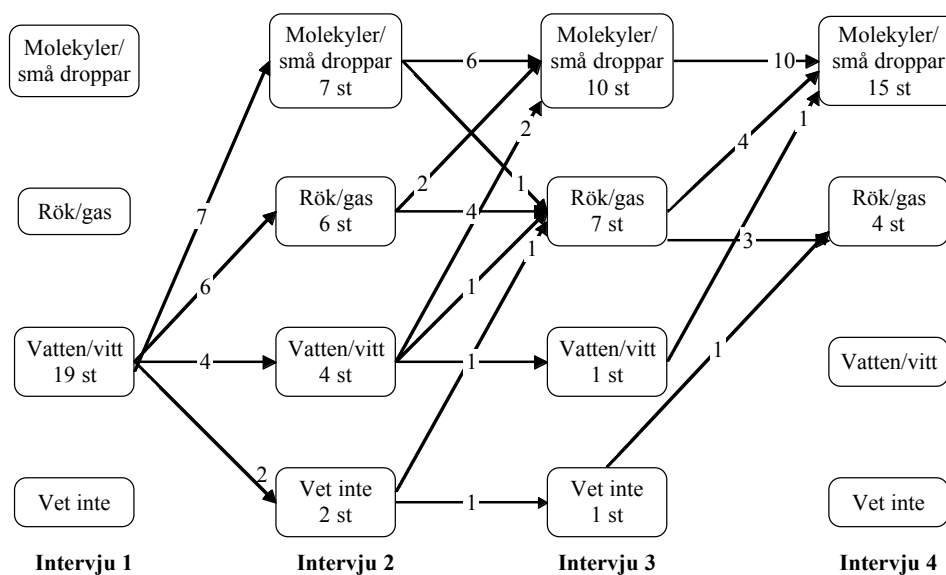 Molekyler/
små droppar
Molekyler/
små droppar
7 st
Molekyler/
små droppar
10 st
Molekyler/
små droppar
15 st
6
10
2
1
4
7
2
1
Rök/gas
Rök/gas
6 st
Rök/gas
7 st
Rök/gas
4 st
4
3
1
6
1
1
Vatten/vitt
19 st
Vatten/vitt
4 st
Vatten/vitt
1 st
Vatten/vitt
4
1
2
Vet inte
Vet inte
2 st
Vet inte
1 st
Vet inte
1
Intervju 1
Intervju 2
Intervju 3
Intervju 4